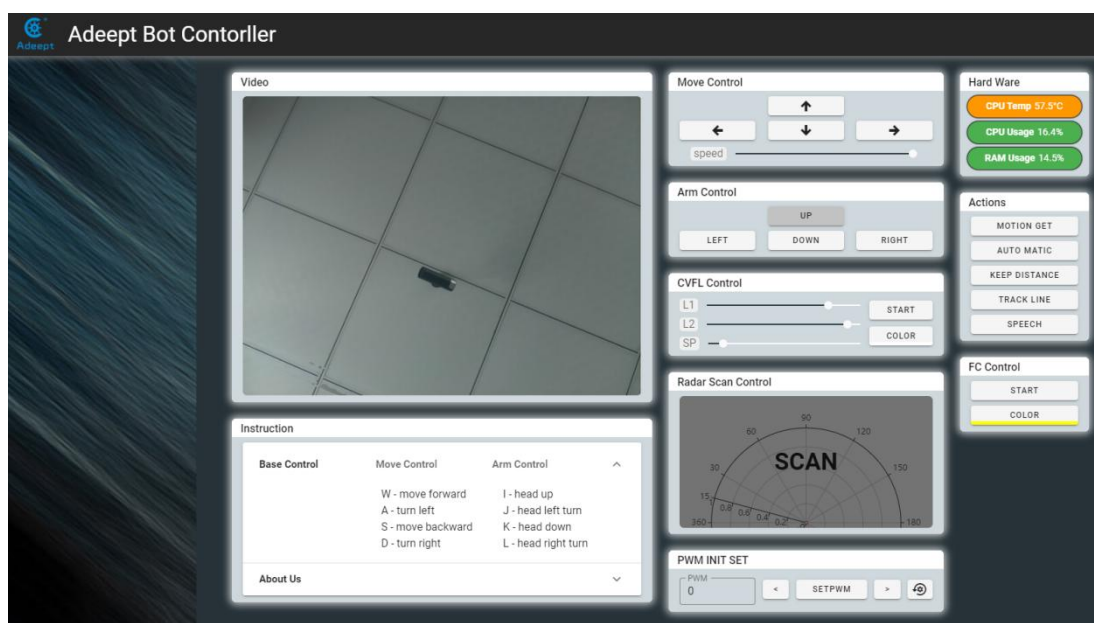 Adeept
Adeept Bot Contorller
Video
Move Control
speed
Arm Control
UP
LEFT DOWN RIGHT
CVFL Control
L1
START
L2
COLOR
SP
Radar Scan Control
90
60 120
SCAN
30 150
15
0.8 0.6 0.4 0.2
360 180
PWM INIT SET
PWM
0
< SETPWM >
Hard Ware
CPU Temp 57.5°C
CPU Usage 16.4%
RAM Usage 14.5%
Actions
MOTION GET
AUTO MATIC
KEEP DISTANCE
TRACK LINE
SPEECH
FC Control
START
COLOR
Instruction
Base Control Move Control Arm Control
W - move forward I - head up
A - turn left J - head left turn
S - move backward K - head down
D - turn right L - head right turn
About Us